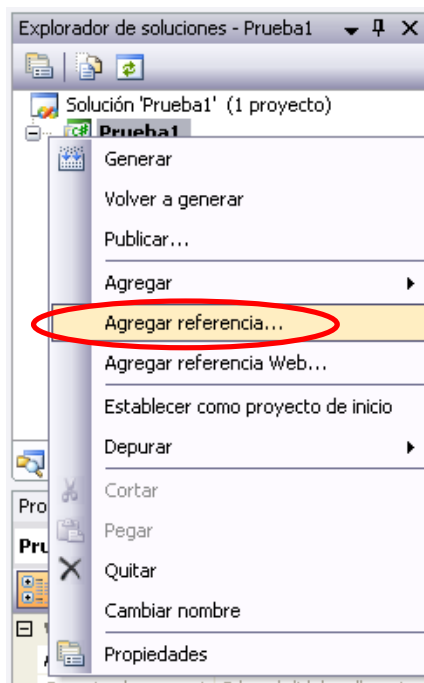 Explorador de soluciones - Prueba1
Solución 'Prueba1' (1 proyecto)
Prueba1
Generar
Volver a generar
Publicar...
Agregar
Agregar referencia...
Agregar referencia Web...
Establecer como proyecto de inicio
Depurar
Cortar
Pro
Pegar
Pru
Quitar
Cambiar nombre
Propiedades